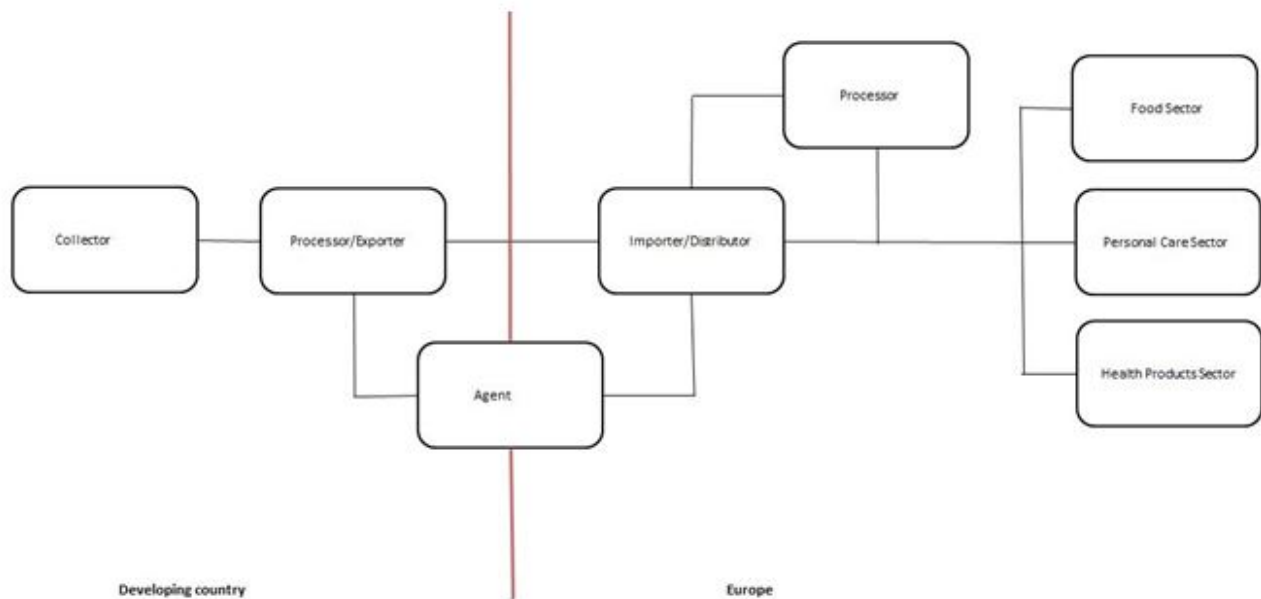 Processor
Food Sector
Collector
Processor/Exporter
Importer/Distributor
Personal Care Sector
Health Products Sector
Agent
Developing country
Europe